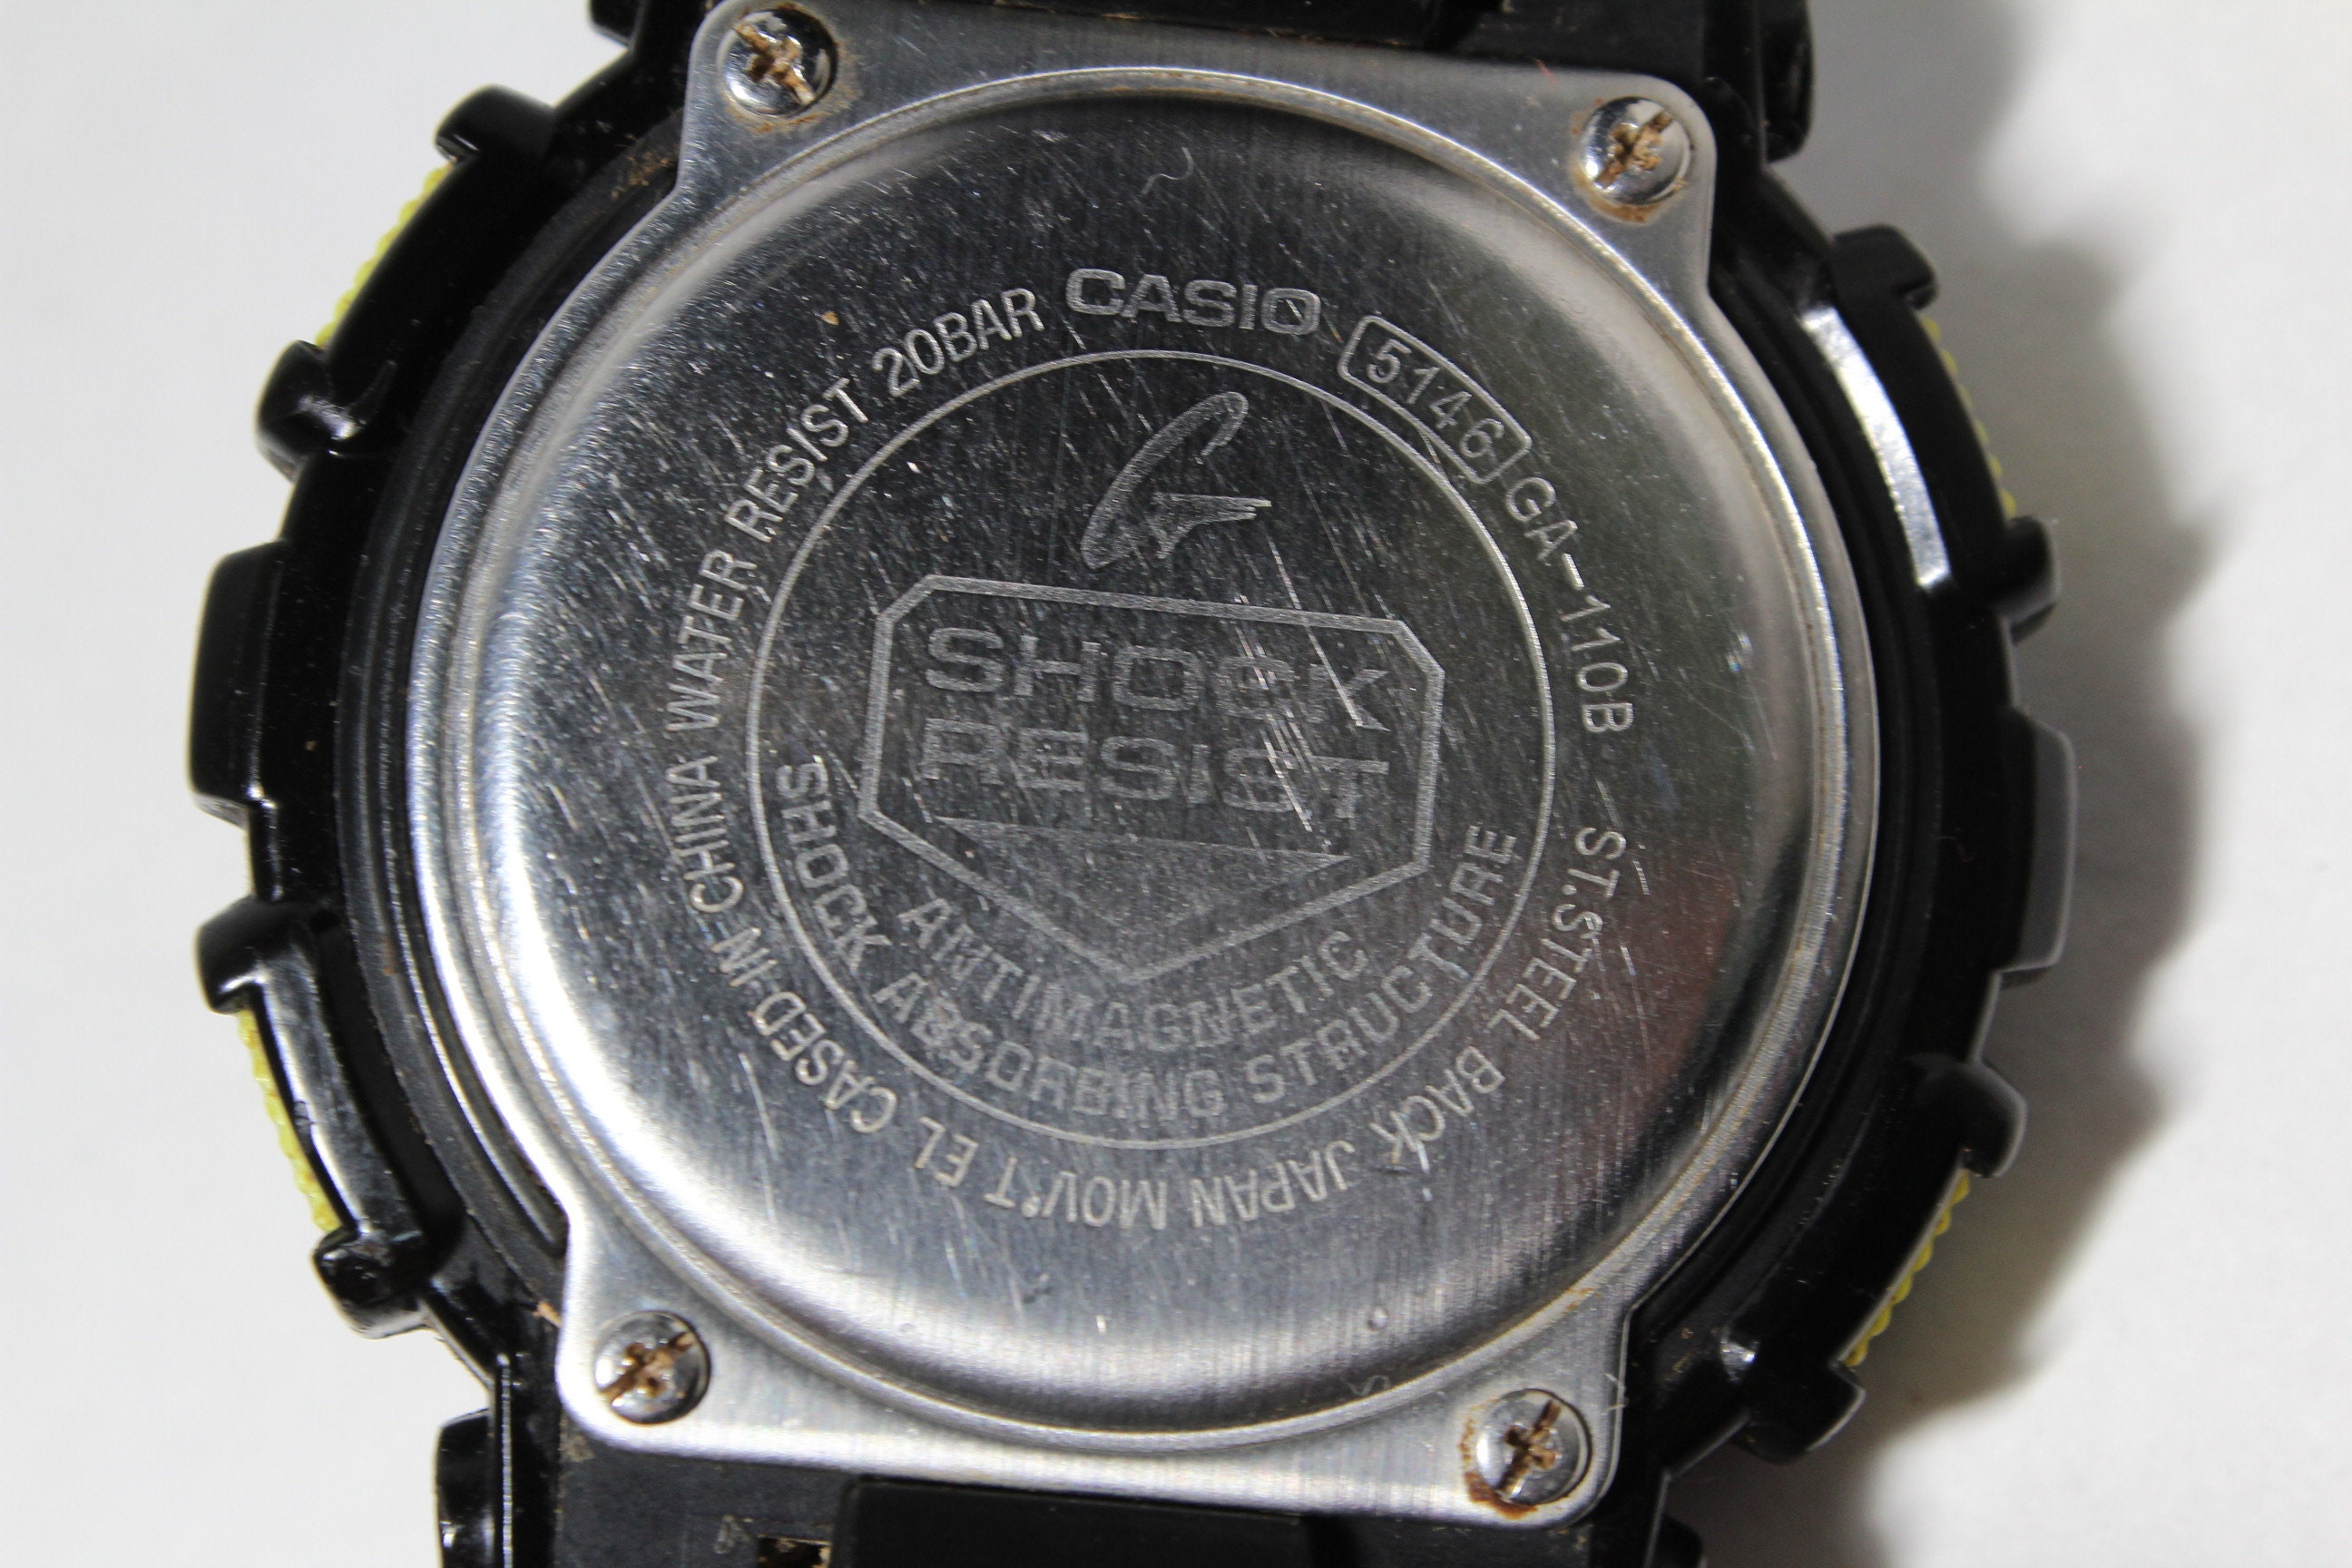 CASIO
5146
GA-110B
ST.STEEL BACK JAPAN MOV'T EL CASED IN CHINA WATER RESIST 20BAR
G
SHOCK
RESIST
ANTIMAGNETIC
SHOCK ABSORBING STRUCTURE